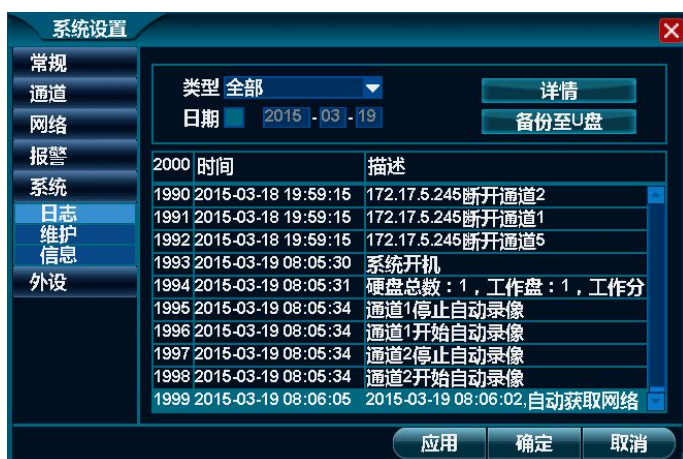 系统设置
常规
通道
网络
报警
系统
日志
维护
信息
外设
类型 全部
日期 2015 - 03 - 19
详情
备份至U盘
2000 时间 描述
1990 2015-03-18 19:59:15 172.17.5.245断开通道2
1991 2015-03-18 19:59:15 172.17.5.245断开通道1
1992 2015-03-18 19:59:15 172.17.5.245断开通道5
1993 2015-03-19 08:05:30 系统开机
1994 2015-03-19 08:05:31 硬盘总数：1，工作盘：1，工作分
1995 2015-03-19 08:05:34 通道1停止自动录像
1996 2015-03-19 08:05:34 通道1开始自动录像
1997 2015-03-19 08:05:34 通道2停止自动录像
1998 2015-03-19 08:05:34 通道2开始自动录像
1999 2015-03-19 08:06:05 2015-03-19 08:06:02,自动获取网络
应用 确定 取消